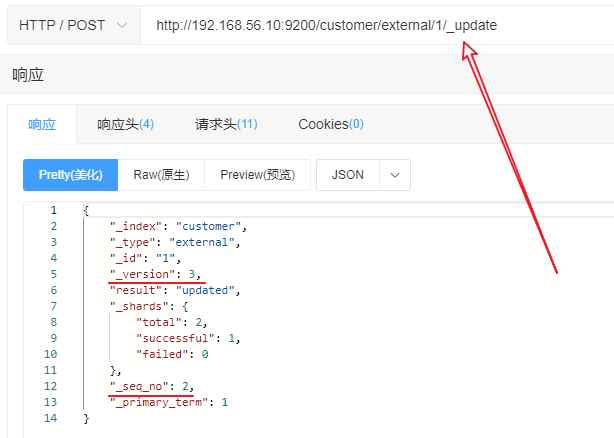 HTTP / POST http://192.168.56.10:9200/customer/external/1/_update
响应
响应 响应头(4) 请求头(11) Cookies(0)
Pretty(美化) Raw(原生) Preview(预览) JSON
1 {
2 "_index": "customer",
3 "_type": "external",
4 "_id": "1",
5 "_version": 3,
6 "result": "updated",
7 "_shards": {
8 "total": 2,
9 "successful": 1,
10 "failed": 0
11 },
12 "_seq_no": 2,
13 "_primary_term": 1
14 }